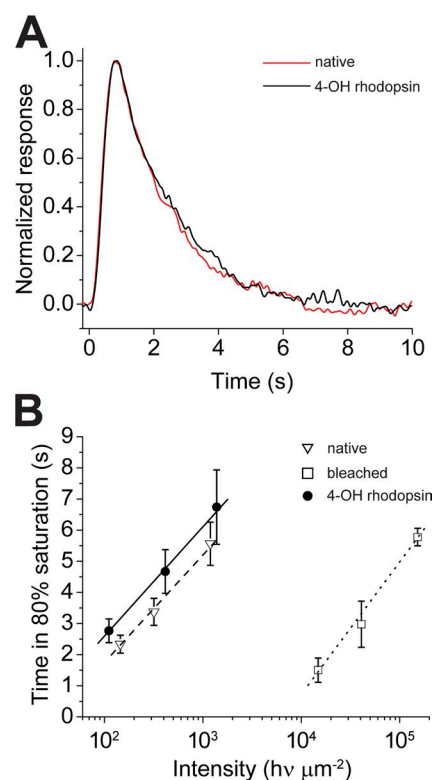 A
native
4-OH rhodopsin
Normalized response
1.0
0.8
0.6
0.4
0.2
0.0
0 2 4 6 8 10
Time (s)
B
native
bleached
4-OH rhodopsin
Time in 80% saturation (s)
9
8
7
6
5
4
3
2
1
0
10² 10³ 10⁴ 10⁵
Intensity (hν μm⁻²)